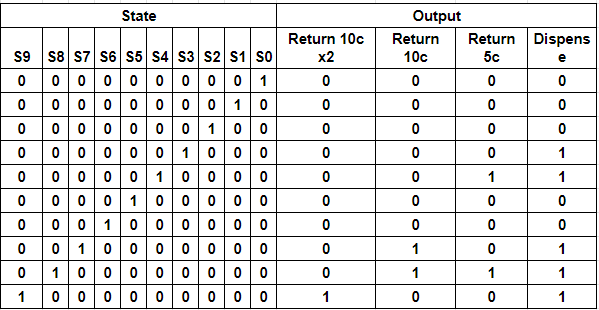 State Output
S9 S8 S7 S6 S5 S4 S3 S2 S1 S0 Return 10c x2 Return 10c Return 5c Dispense
0 0 0 0 0 0 0 0 0 1 0 0 0 0
0 0 0 0 0 0 0 0 1 0 0 0 0 0
0 0 0 0 0 0 0 1 0 0 0 0 0 0
0 0 0 0 0 0 1 0 0 0 0 0 0 1
0 0 0 0 0 1 0 0 0 0 0 0 1 1
0 0 0 0 1 0 0 0 0 0 0 0 0 0
0 0 0 1 0 0 0 0 0 0 0 0 0 0
0 0 1 0 0 0 0 0 0 0 0 1 0 1
0 1 0 0 0 0 0 0 0 0 0 1 1 1
1 0 0 0 0 0 0 0 0 0 1 0 0 1